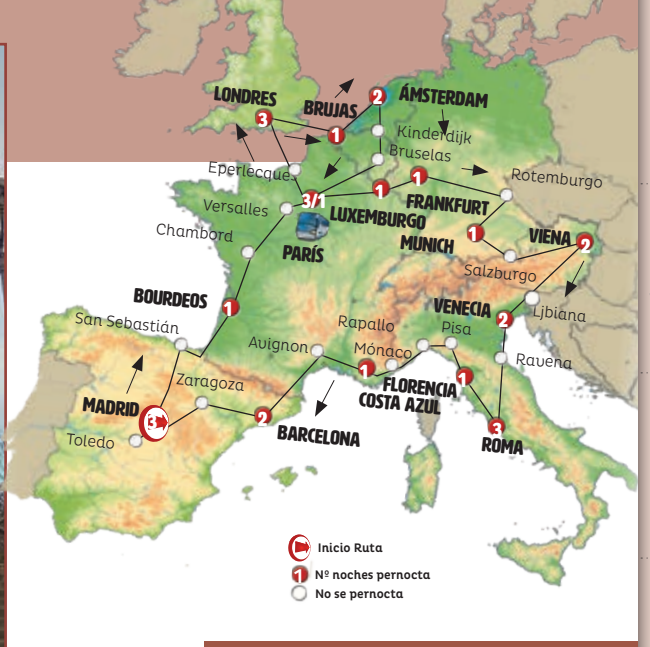 LONDRES
3
BRUJAS
1
2
ÁMSTERDAM
Kinderdijk
Bruselas
Eperlecques
3/1
1
1
Rotemburgo
Versalles
LUXEMBURGO
FRANKFURT
Chambord
PARÍS
MUNICH
1
VIENA
2
Salzburgo
BOURDEOS
1
VENECIA
2
Ljbiana
San Sebastián
Rapallo
Pisa
Avignon
Mónaco
Ravena
1
FLORENCIA
1
COSTA AZUL
Zaragoza
MADRID
3
2
BARCELONA
3
ROMA
Toledo
Inicio Ruta
1
Nº noches pernocta
No se pernocta